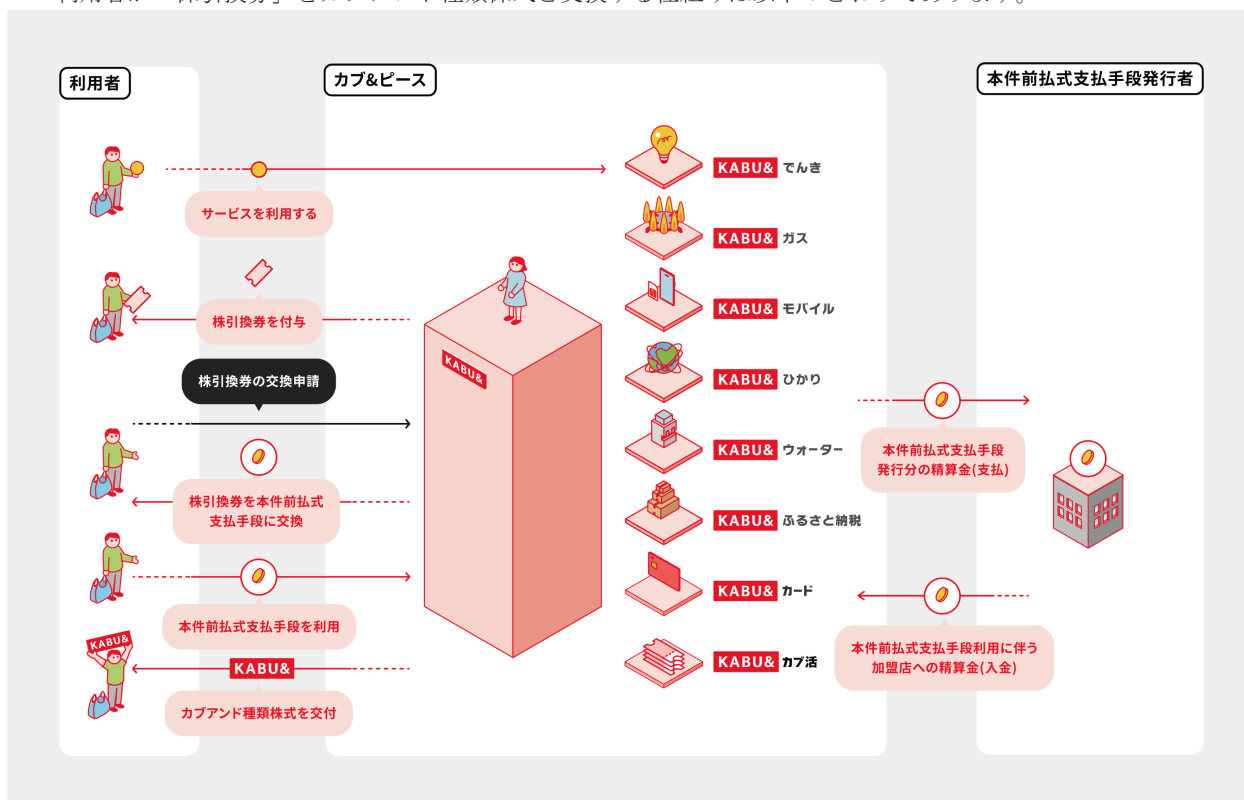 利用者
カブ&ピース
本件前払式支払手段発行者
サービスを利用する
株引換券を付与
株引換券の交換申請
株引換券を本件前払式
支払手段に交換
本件前払式支払手段を利用
KABU&
KABU&
カブアンド種類株式を交付
KABU&
KABU& でんき
KABU& ガス
KABU& モバイル
KABU& ひかり
KABU& ウォーター
KABU& ふるさと納税
KABU& カード
KABU& カブ活
本件前払式支払手段
発行分の精算金(支払)
本件前払式支払手段利用に伴う
加盟店への精算金(入金)